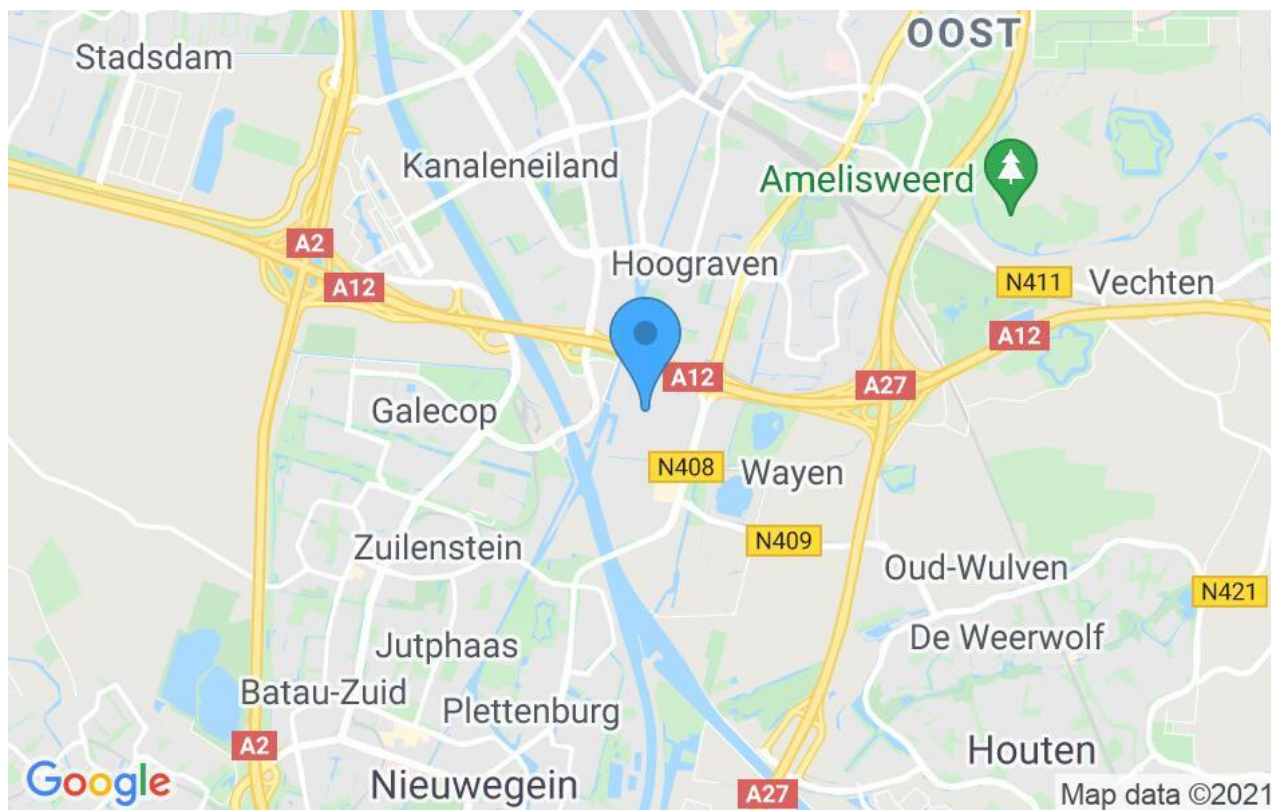 OOST
Stadsdam
Kanaleneiland
Amelisweerd
A2
Hoograven
N411
Vechten
A12
A12
A12
A27
Galecop
N408
Wayen
N409
Zuilenstein
Oud-Wulven
N421
De Weerwolf
Jutphaas
Batau-Zuid
Plettenburg
A2
Houten
Google
Nieuwegein
A27
Map data ©2021